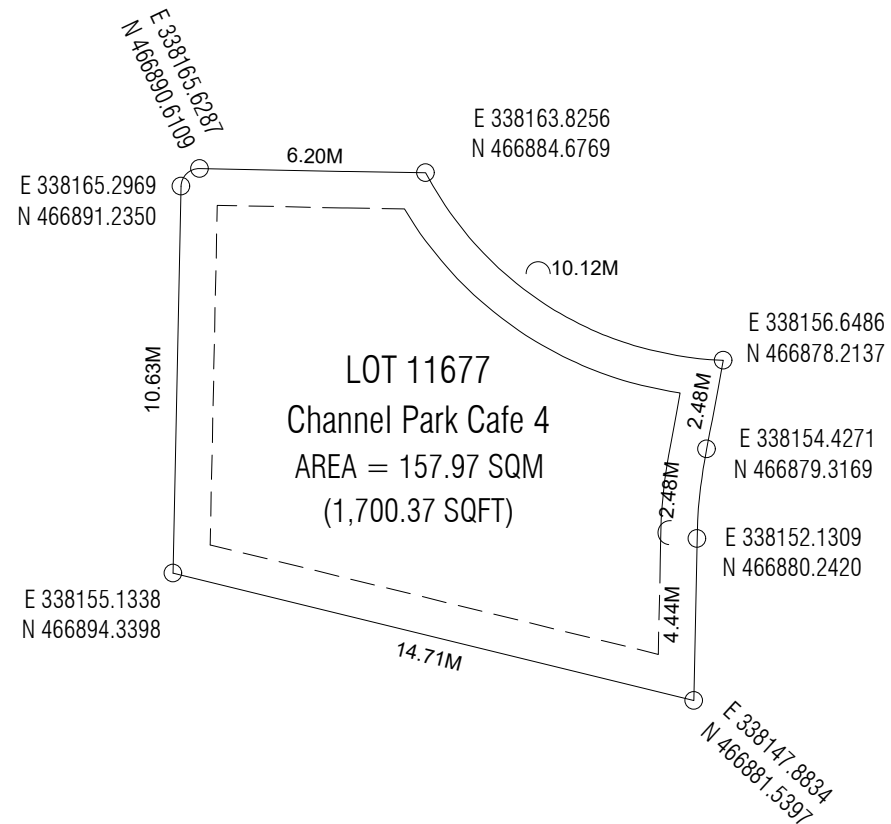 E 338165.6287
N 466890.6109
E 338163.8256
N 466884.6769
6.20M
E 338165.2969
N 466891.2350
10.12M
E 338156.6486
N 466878.2137
10.63M
LOT 11677
Channel Park Cafe 4
AREA = 157.97 SQM
(1,700.37 SQFT)
2.48M
E 338154.4271
N 466879.3169
2.48M
E 338152.1309
N 466880.2420
E 338155.1338
N 466894.3398
4.44M
14.71M
E 338147.8834
N 466881.5397